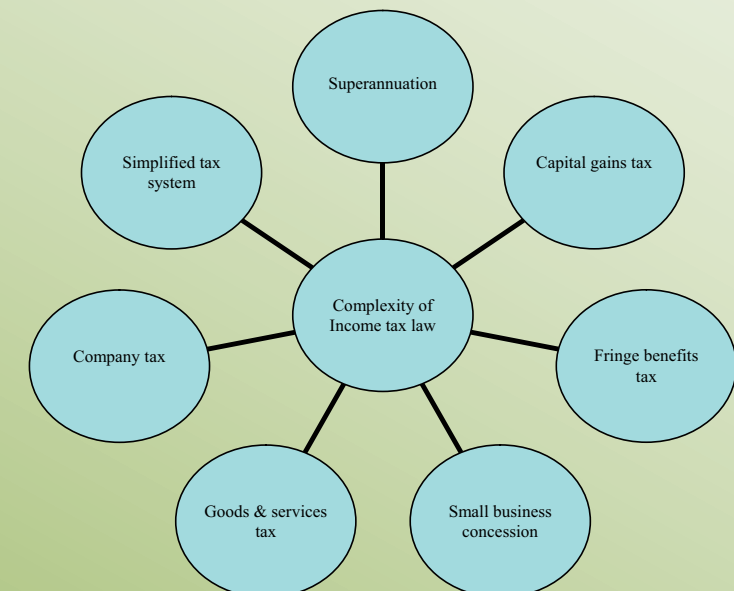 Superannuation
Simplified tax
system
Capital gains tax
Complexity of
Income tax law
Company tax
Fringe benefits
tax
Goods & services
tax
Small business
concession